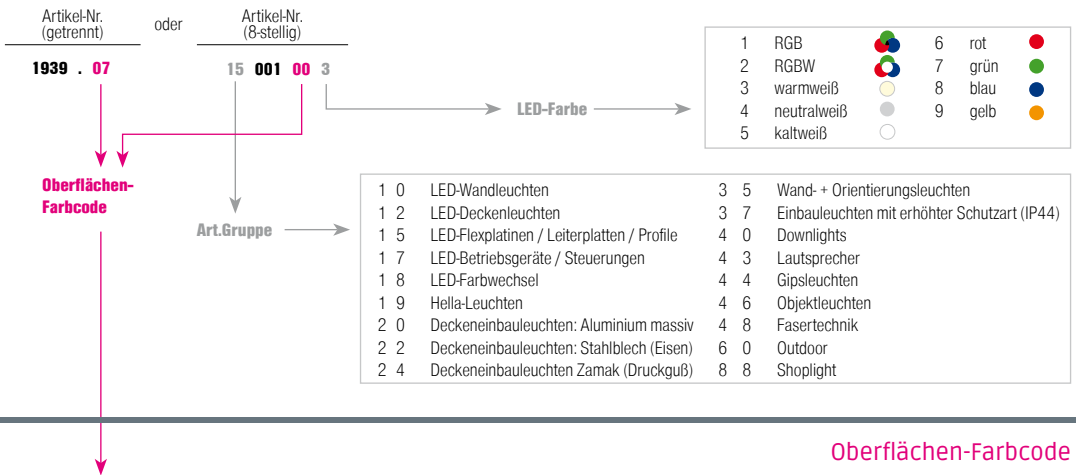 Artikel-Nr.
(getrennt)
oder
Artikel-Nr.
(8-stellig)
1939 . 07
15 001 00 3
LED-Farbe
1 RGB
2 RGBW
3 warmweiß
4 neutralweiß
5 kaltweiß
6 rot
7 grün
8 blau
9 gelb
Oberflächen-
Farbcode
Art.Gruppe
1 0 LED-Wandleuchten
1 2 LED-Deckenleuchten
1 5 LED-Flexplatinen / Leiterplatten / Profile
1 7 LED-Betriebsgeräte / Steuerungen
1 8 LED-Farbwechsel
1 9 Hella-Leuchten
2 0 Deckeneinbauleuchten: Aluminium massiv
2 2 Deckeneinbauleuchten: Stahlblech (Eisen)
2 4 Deckeneinbauleuchten Zamak (Druckguß)
3 5 Wand- + Orientierungsleuchten
3 7 Einbauleuchten mit erhöhter Schutzart (IP44)
4 0 Downlights
4 3 Lautsprecher
4 4 Gipsleuchten
4 6 Objektleuchten
4 8 Fasertechnik
6 0 Outdoor
8 8 Shoplight
Oberflächen-Farbcode